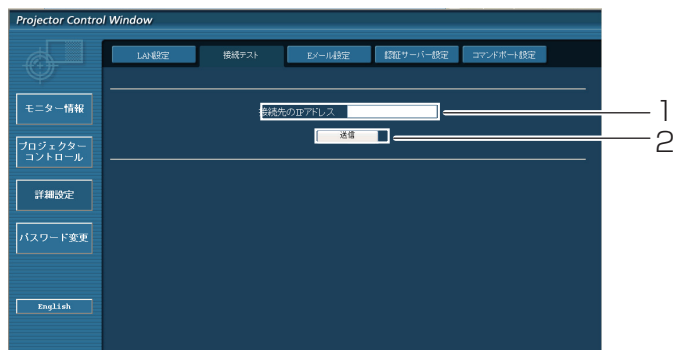 Projector Control Window
LAN設定
接続テスト
Eメール設定
認証サーバー設定
コマンドポート設定
モニター情報
プロジェクター
コントロール
詳細設定
パスワード変更
English
接続先のIPアドレス
送信
1
2